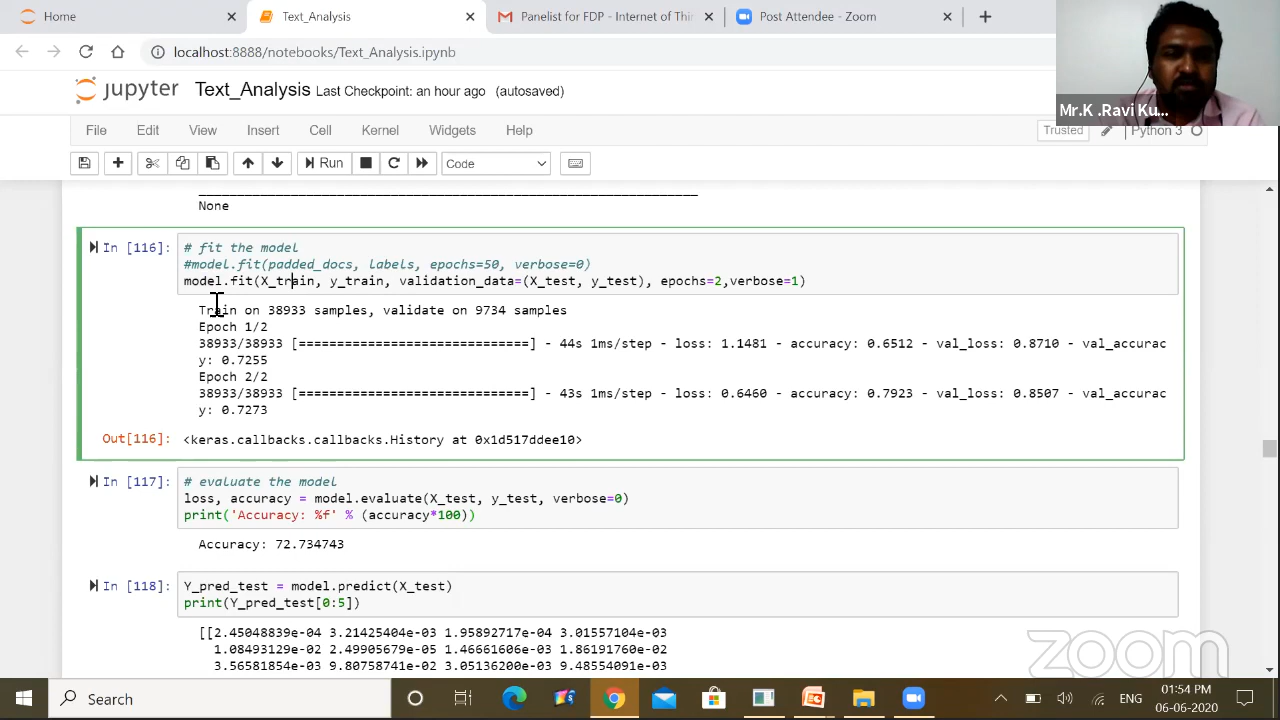 Home
Text_Analysis
Panelist for FDP - Internet of Thin
Post Attendee - Zoom
localhost:8888/notebooks/Text_Analysis.ipynb
jupyter Text_Analysis Last Checkpoint: an hour ago (autosaved)
Mr.K .Ravi Ku...
File Edit View Insert Cell Kernel Widgets Help
Trusted
Python 3
Run
Code
None
In [116]:
# fit the model
#model.fit(padded_docs, labels, epochs=50, verbose=0)
model.fit(X_train, y_train, validation_data=(X_test, y_test), epochs=2,verbose=1)
Train on 38933 samples, validate on 9734 samples
Epoch 1/2
38933/38933 [==============================] - 44s 1ms/step - loss: 1.1481 - accuracy: 0.6512 - val_loss: 0.8710 - val_accurac
y: 0.7255
Epoch 2/2
38933/38933 [==============================] - 43s 1ms/step - loss: 0.6460 - accuracy: 0.7923 - val_loss: 0.8507 - val_accurac
y: 0.7273
Out[116]: <keras.callbacks.callbacks.History at 0x1d517ddee10>
In [117]:
# evaluate the model
loss, accuracy = model.evaluate(X_test, y_test, verbose=0)
print('Accuracy: %f' % (accuracy*100))
Accuracy: 72.734743
In [118]:
Y_pred_test = model.predict(X_test)
print(Y_pred_test[0:5])
[[2.45048839e-04 3.21425404e-03 1.95892717e-04 3.01557104e-03
1.08493129e-02 2.49905679e-05 1.46661606e-03 1.86191760e-02
3.56581854e-03 9.80758741e-02 3.05136200e-03 9.48554091e-03
zoom
Search
ENG
01:54 PM
06-06-2020